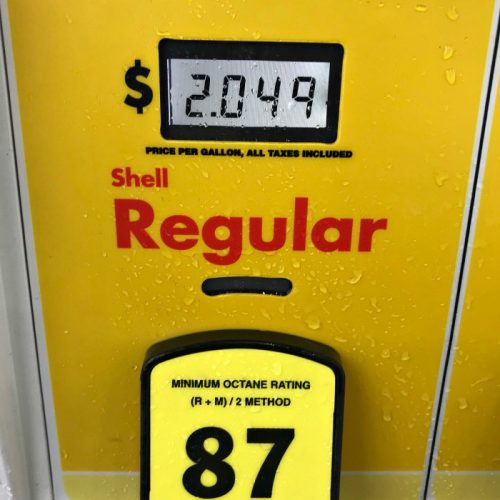 $ 2.049
PRICE PER GALLON, ALL TAXES INCLUDED
Shell
Regular
MINIMUM OCTANE RATING
(R + M) / 2 METHOD
87